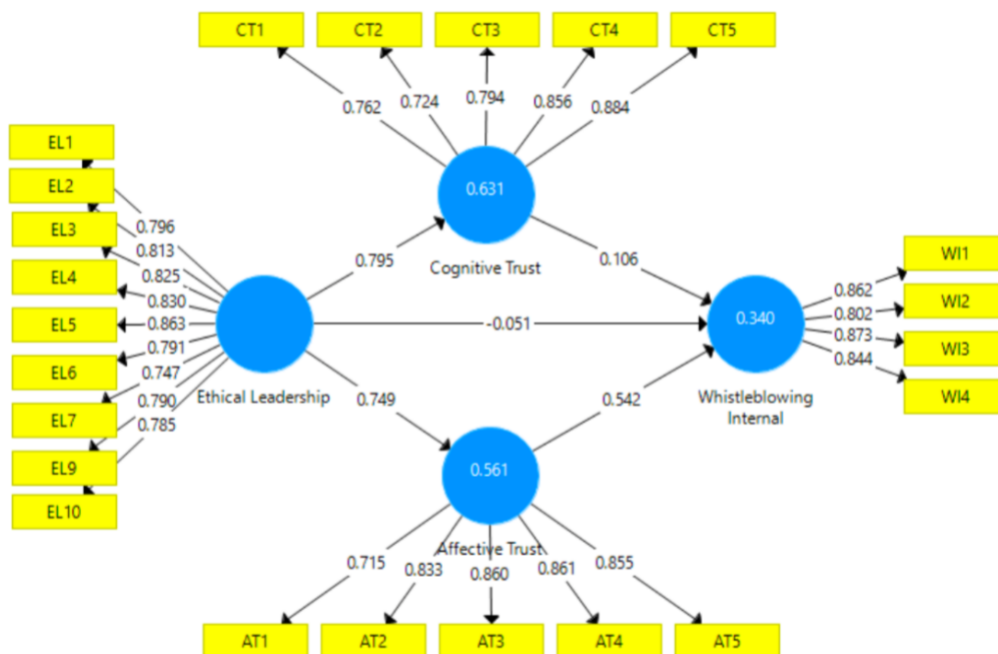 CT1
CT2
CT3
CT4
CT5
0.762
0.724
0.794
0.856
0.884
EL1
EL2
EL3
EL4
EL5
EL6
EL7
EL9
EL10
0.796
0.813
0.825
0.830
0.863
0.791
0.747
0.790
0.785
Ethical Leadership
0.631
Cognitive Trust
0.795
0.106
-0.051
0.749
0.542
0.340
Whistleblowing
Internal
0.862
0.802
0.873
0.844
WI1
WI2
WI3
WI4
0.561
Affective Trust
0.715
0.833
0.860
0.861
0.855
AT1
AT2
AT3
AT4
AT5